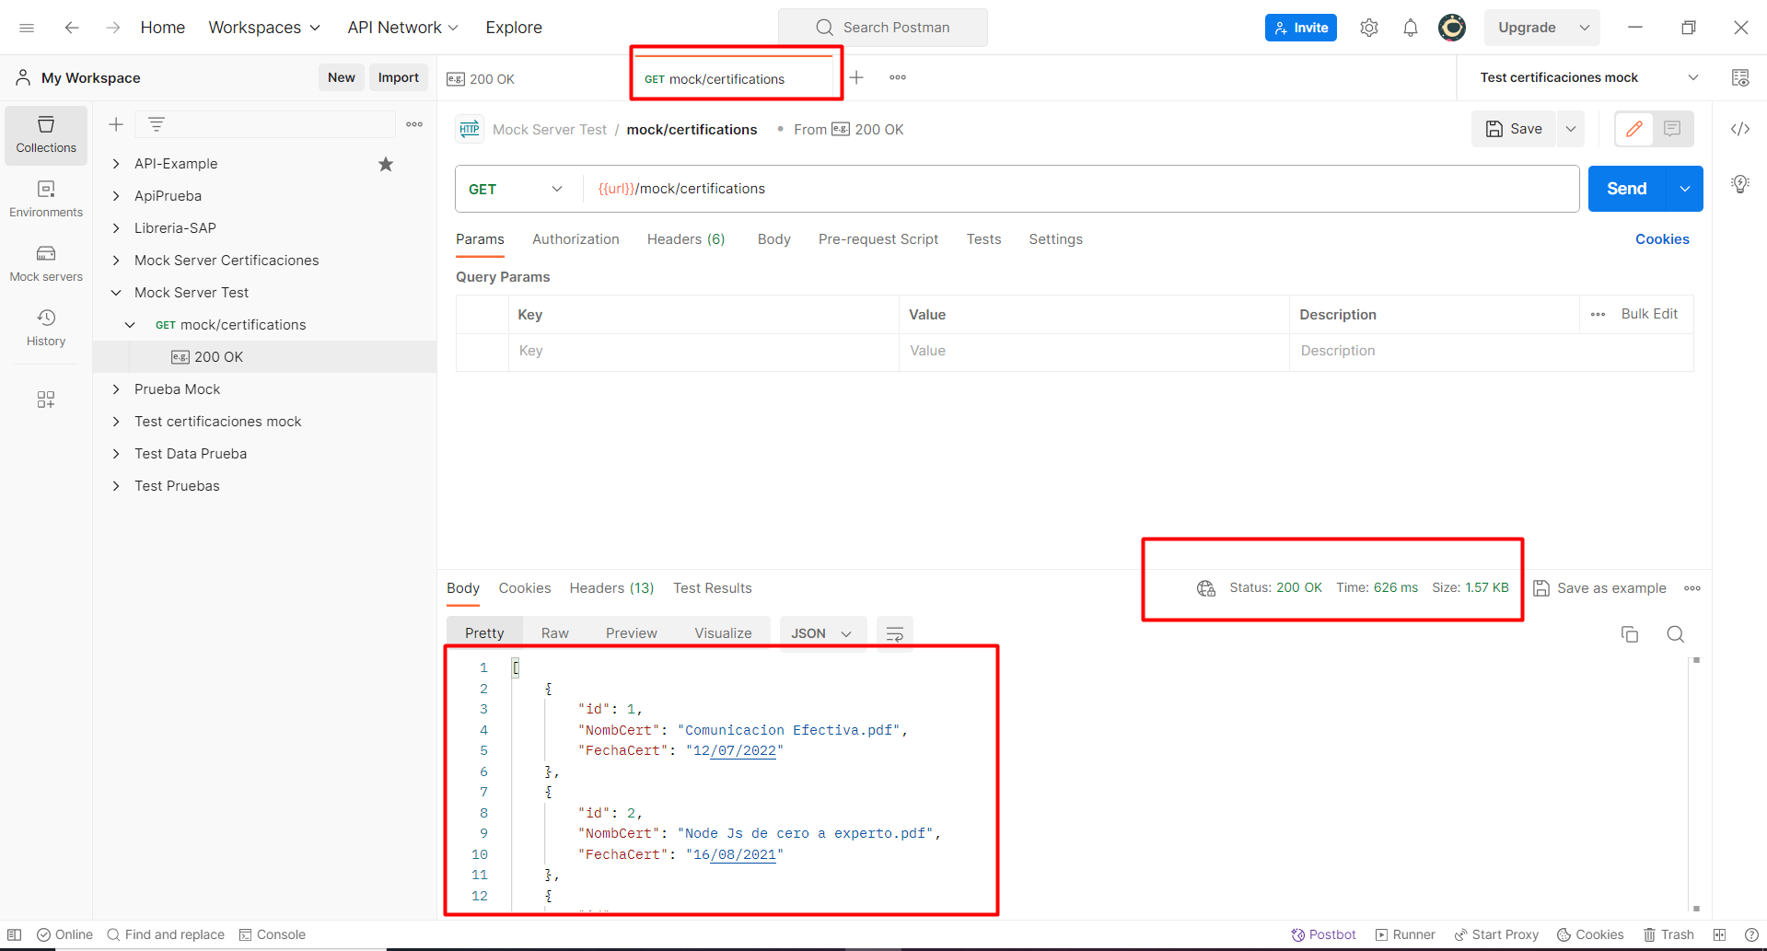 Home Workspaces API Network Explore Search Postman Invite Upgrade
My Workspace New Import
e.g. 200 OK GET mock/certifications Test certificaciones mock
Collections
Environments
Mock servers
History
API-Example
ApiPrueba
Libreria-SAP
Mock Server Certificaciones
Mock Server Test
GET mock/certifications
e.g. 200 OK
Prueba Mock
Test certificaciones mock
Test Data Prueba
Test Pruebas
HTTP Mock Server Test / mock/certifications • From e.g. 200 OK Save
GET {{url}}/mock/certifications Send
Params Authorization Headers (6) Body Pre-request Script Tests Settings Cookies
Query Params
Key Value Description Bulk Edit
Key Value Description
Body Cookies Headers (13) Test Results Status: 200 OK Time: 626 ms Size: 1.57 KB Save as example
Pretty Raw Preview Visualize JSON
1 [
2 {
3 "id": 1,
4 "NombCert": "Comunicacion Efectiva.pdf",
5 "FechaCert": "12/07/2022"
6 },
7 {
8 "id": 2,
9 "NombCert": "Node Js de cero a experto.pdf",
10 "FechaCert": "16/08/2021"
11 },
12 {
Online Find and replace Console Postbot Runner Start Proxy Cookies Trash